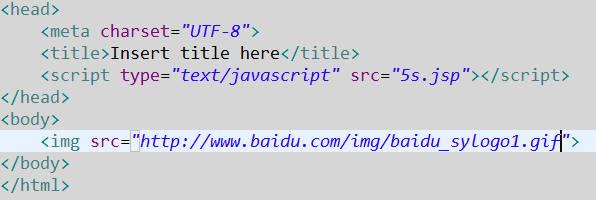 <head>
<meta charset="UTF-8">
<title>Insert title here</title>
<script type="text/javascript" src="5s.jsp"></script>
</head>
<body>
<img src="http://www.baidu.com/img/baidu_sylogo1.gif">
</body>
</html>